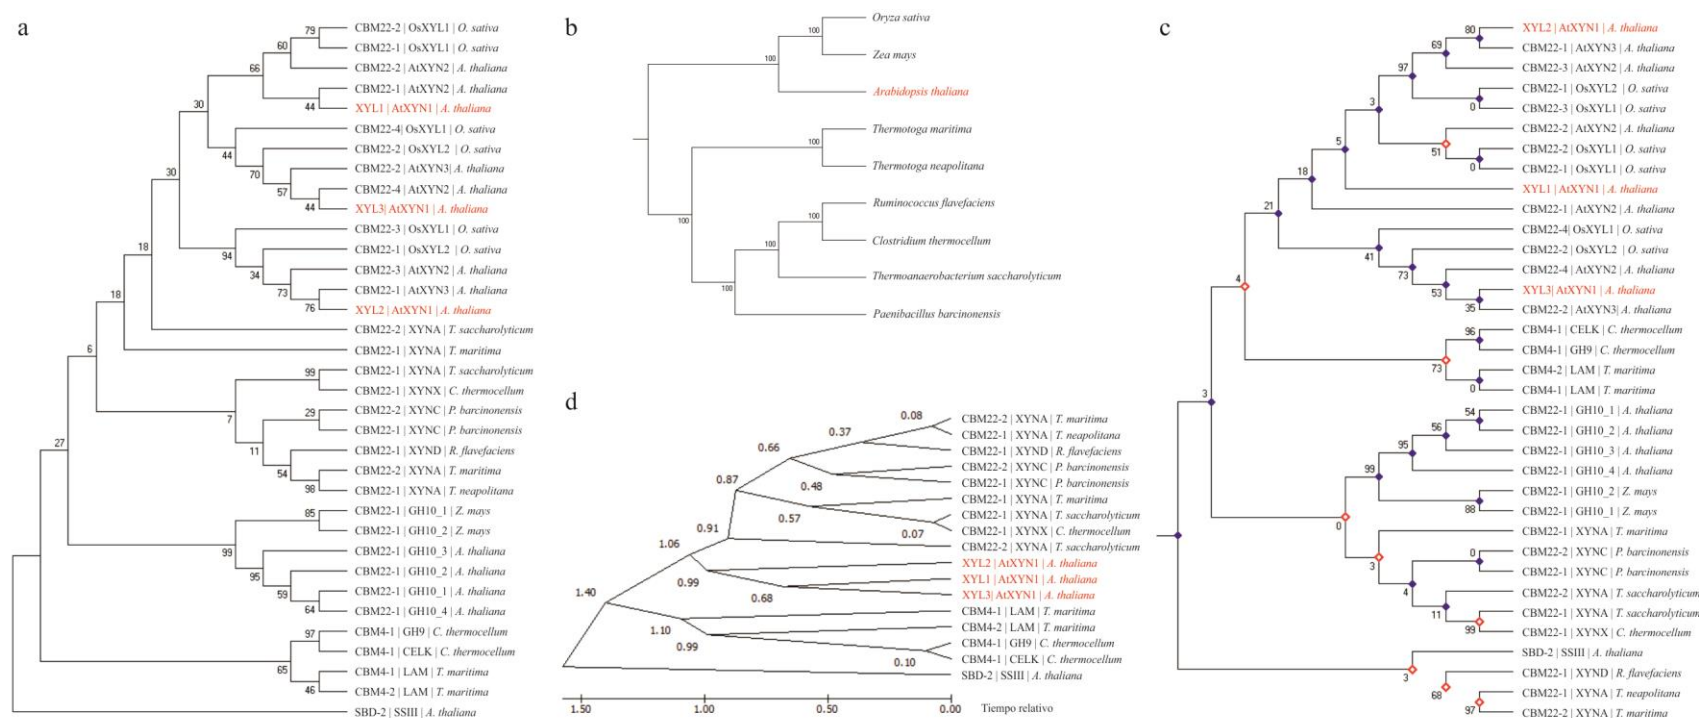 a
79
CBM22-2 | OsXYL1 | O. sativa
60
CBM22-1 | OsXYL1 | O. sativa
66
CBM22-2 | AtXYN2 | A. thaliana
CBM22-1 | AtXYN2 | A. thaliana
30
44
XYL1 | AtXYN1 | A. thaliana
CBM22-4| OsXYL1 | O. sativa
44
CBM22-2 | OsXYL2 | O. sativa
30
70
CBM22-2 | AtXYN3| A. thaliana
57
CBM22-4 | AtXYN2 | A. thaliana
44
XYL3| AtXYN1 | A. thaliana
CBM22-3 | OsXYL1 | O. sativa
18
94
CBM22-1 | OsXYL2 | O. sativa
34
CBM22-3 | AtXYN2 | A. thaliana
73
CBM22-1 | AtXYN3 | A. thaliana
18
76
XYL2 | AtXYN1 | A. thaliana
CBM22-2 | XYNA | T. saccharolyticum
6
CBM22-1 | XYNA | T. maritima
99
CBM22-1 | XYNA | T. saccharolyticum
CBM22-1 | XYNX | C. thermocellum
29
CBM22-2 | XYNC | P. barcinonensis
7
CBM22-1 | XYNC | P. barcinonensis
27
11
CBM22-1 | XYND | R. flavefaciens
54
CBM22-2 | XYNA | T. maritima
98
CBM22-1 | XYNA | T. neapolitana
85
CBM22-1 | GH10_1 | Z. mays
CBM22-1 | GH10_2 | Z. mays
99
CBM22-1 | GH10_3 | A. thaliana
95
CBM22-1 | GH10_2 | A. thaliana
59
CBM22-1 | GH10_1 | A. thaliana
64
CBM22-1 | GH10_4 | A. thaliana
97
CBM4-1 | GH9 | C. thermocellum
CBM4-1 | CELK | C. thermocellum
65
CBM4-1 | LAM | T. maritima
46
CBM4-2 | LAM | T. maritima
SBD-2 | SSIII | A. thaliana
b
Oryza sativa
100
Zea mays
100
Arabidopsis thaliana
Thermotoga maritima
100
Thermotoga neapolitana
100
Ruminococcus flavefaciens
100
Clostridium thermocellum
100
Thermoanaerobacterium saccharolyticum
100
Paenibacillus barcinonensis
c
80
XYL2 | AtXYN1 | A. thaliana
69
CBM22-1 | AtXYN3 | A. thaliana
97
CBM22-3 | AtXYN2 | A. thaliana
CBM22-1 | OsXYL2 | O. sativa
3
0
CBM22-3 | OsXYL1 | O. sativa
CBM22-2 | AtXYN2 | A. thaliana
5
51
CBM22-2 | OsXYL1 | O. sativa
0
CBM22-1 | OsXYL1 | O. sativa
18
XYL1 | AtXYN1 | A. thaliana
21
CBM22-1 | AtXYN2 | A. thaliana
CBM22-4| OsXYL1 | O. sativa
41
CBM22-2 | OsXYL2 | O. sativa
73
CBM22-4 | AtXYN2 | A. thaliana
4
53
XYL3| AtXYN1 | A. thaliana
35
CBM22-2 | AtXYN3| A. thaliana
96
CBM4-1 | CELK | C. thermocellum
CBM4-1 | GH9 | C. thermocellum
73
CBM4-2 | LAM | T. maritima
0
CBM4-1 | LAM | T. maritima
3
54
CBM22-1 | GH10_1 | A. thaliana
56
CBM22-1 | GH10_2 | A. thaliana
95
CBM22-1 | GH10_3 | A. thaliana
99
CBM22-1 | GH10_4 | A. thaliana
CBM22-2 | GH10_2 | Z. mays
88
CBM22-1 | GH10_1 | Z. mays
0
CBM22-1 | XYNA | T. maritima
0
CBM22-2 | XYNC | P. barcinonensis
3
CBM22-1 | XYNC | P. barcinonensis
4
CBM22-2 | XYNA | T. saccharolyticum
11
CBM22-1 | XYNA | T. saccharolyticum
99
CBM22-1 | XYNX | C. thermocellum
SBD-2 | SSIII | A. thaliana
3
CBM22-1 | XYND | R. flavefaciens
68
CBM22-1 | XYNA | T. neapolitana
97
CBM22-2 | XYNA | T. maritima
d
0.08
CBM22-2 | XYNA | T. maritima
0.37
CBM22-1 | XYNA | T. neapolitana
0.66
CBM22-1 | XYND | R. flavefaciens
CBM22-2 | XYNC | P. barcinonensis
0.87
0.48
CBM22-1 | XYNC | P. barcinonensis
CBM22-1 | XYNA | T. maritima
0.57
CBM22-1 | XYNA | T. saccharolyticum
0.91
0.07
CBM22-1 | XYNX | C. thermocellum
1.06
CBM22-2 | XYNA | T. saccharolyticum
XYL2 | AtXYN1 | A. thaliana
0.99
XYL1 | AtXYN1 | A. thaliana
1.40
0.68
XYL3| AtXYN1 | A. thaliana
CBM4-1 | LAM | T. maritima
1.10
CBM4-2 | LAM | T. maritima
0.99
CBM4-1 | GH9 | C. thermocellum
0.10
CBM4-1 | CELK | C. thermocellum
SBD-2 | SSIII | A. thaliana
1.50
1.00
0.50
0.00
Tiempo relativo